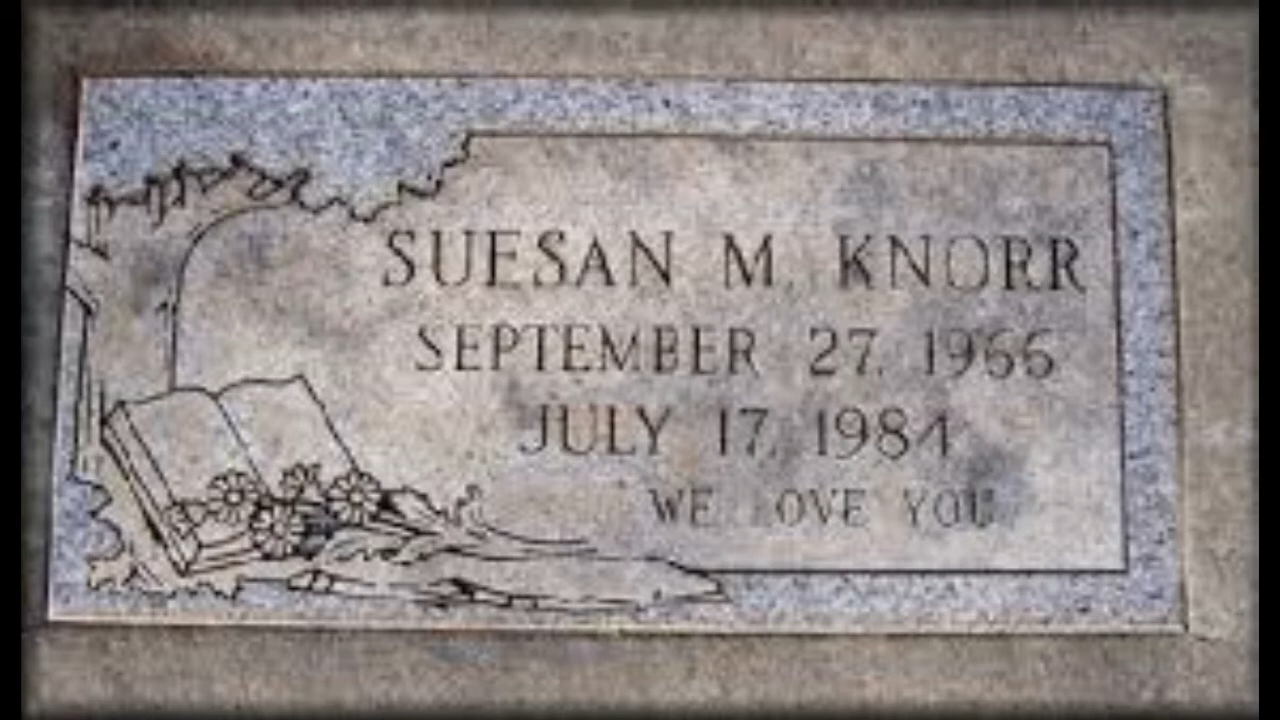 SUESAN M. KNORR
SEPTEMBER 27, 1966
JULY 17, 1984
WE LOVE YOU